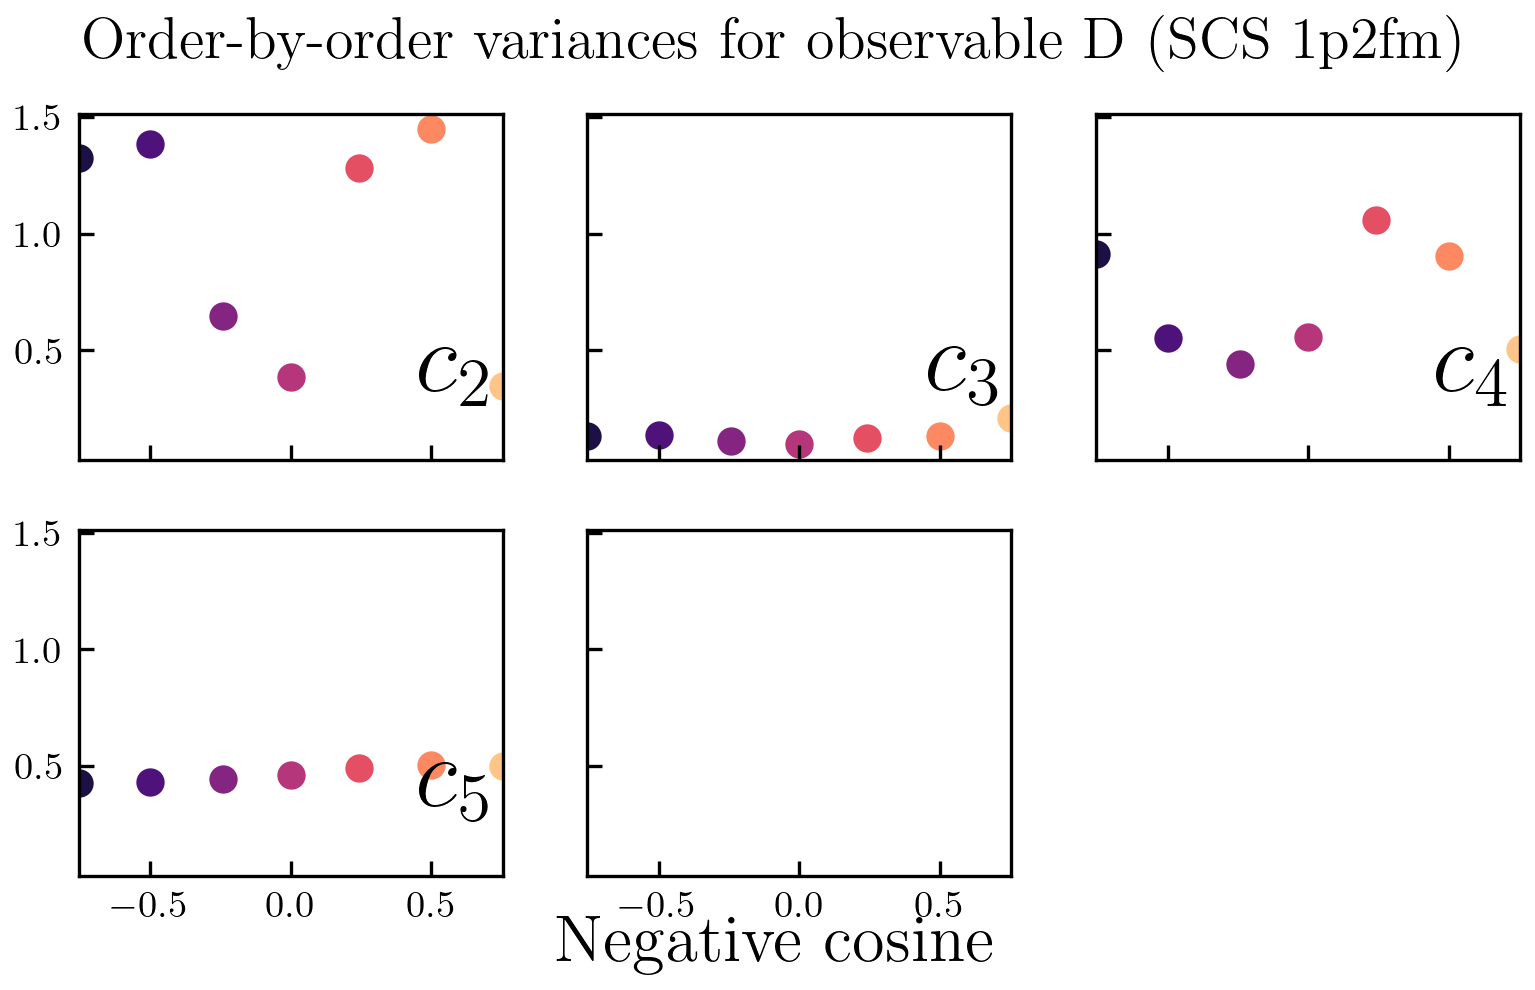 Order-by-order variances for observable D (SCS 1p2fm)
1.5
1.0
0.5
c₂
c₃
c₄
1.5
1.0
0.5
c₅
−0.5 0.0 0.5
−0.5 0.0 0.5
Negative cosine